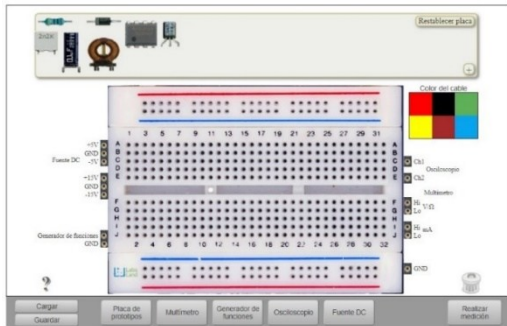 Restablecer placa
Color del cable
1 3 5 7 9 11 13 15 17 19 21 23 25 27 29 31
A
B
C
D
E
A
B
C
D
E
Fuente DC
+5V
GND
-5V
+15V
GND
-15V
Ch1
Osciloscopio
Ch2
Multímetro
Hi
VΩ
Lo
Hi
mA
Lo
F
G
H
I
J
F
G
H
I
J
Generador de funciones
GND
2 4 6 8 10 12 14 16 18 20 22 24 26 28 30 32
GND
?
Cargar
Guardar
Placa de prototipos
Multímetro
Generador de funciones
Osciloscopio
Fuente DC
Realizar medición